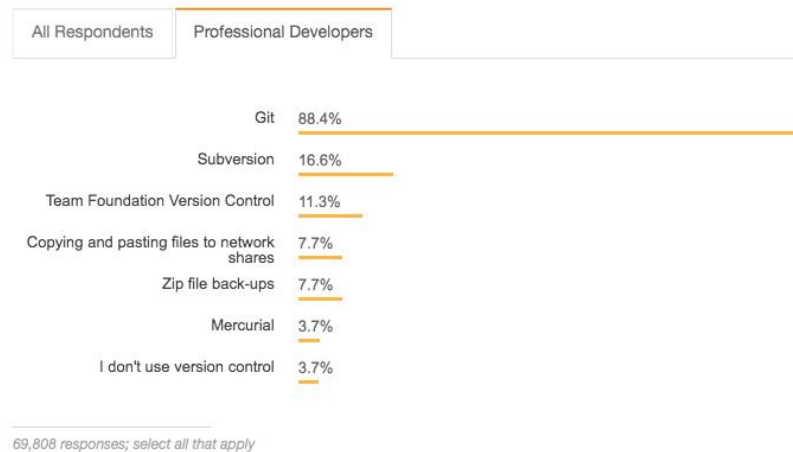 All Respondents
Professional Developers
Git 88.4%
Subversion 16.6%
Team Foundation Version Control 11.3%
Copying and pasting files to network 7.7%
shares
Zip file back-ups 7.7%
Mercurial 3.7%
I don't use version control 3.7%
69,808 responses; select all that apply